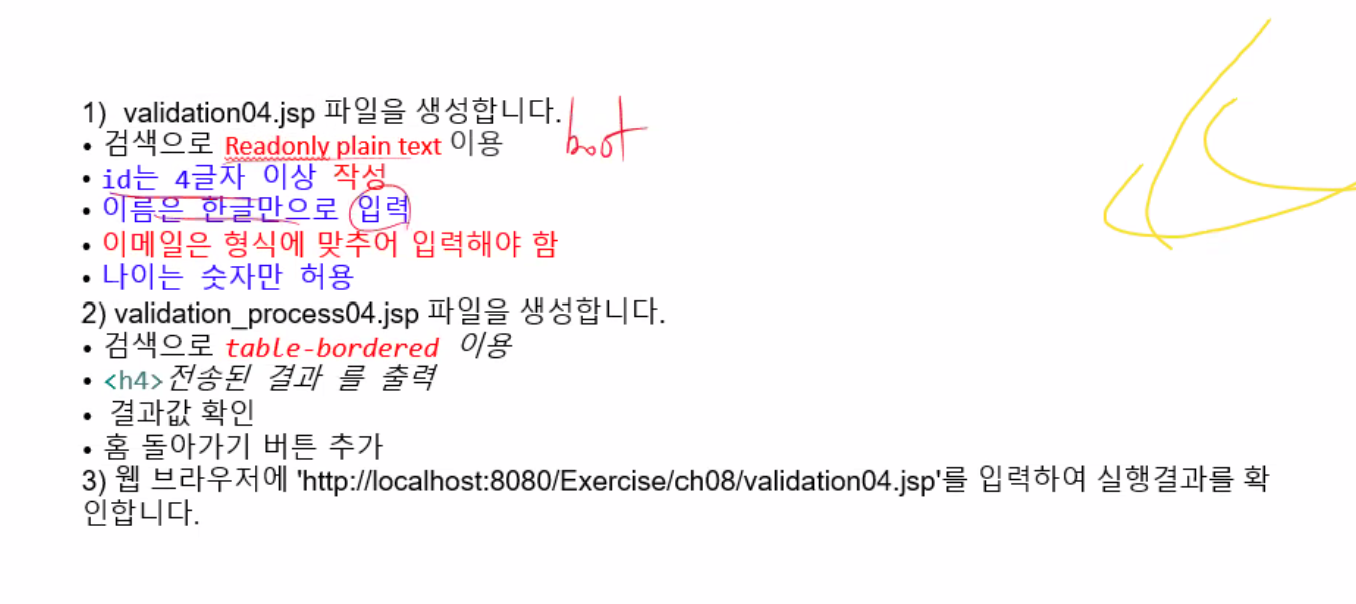 1) validation04.jsp 파일을 생성합니다. boot
• 검색으로 Readonly plain text 이용
• id는 4글자 이상 작성
• 이름은 한글만으로 입력
• 이메일은 형식에 맞추어 입력해야 함
• 나이는 숫자만 허용
2) validation_process04.jsp 파일을 생성합니다.
• 검색으로 table-bordered 이용
• <h4>전송된 결과 를 출력
• 결과값 확인
• 홈 돌아가기 버튼 추가
3) 웹 브라우저에 'http://localhost:8080/Exercise/ch08/validation04.jsp'를 입력하여 실행결과를 확
인합니다.